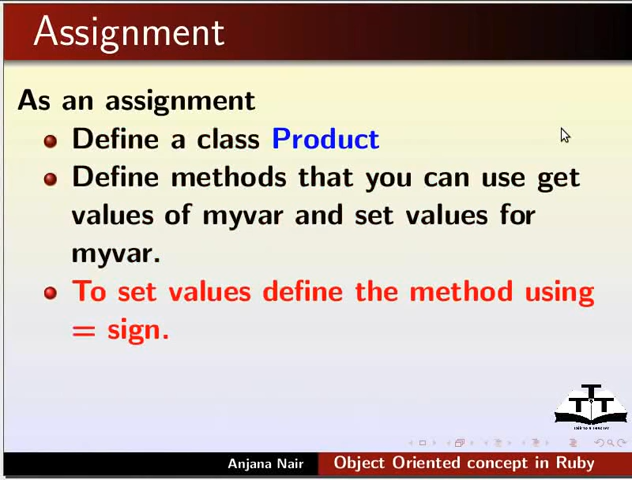 Assignment
As an assignment
Define a class Product
Define methods that you can use get
values of myvar and set values for
myvar.
To set values define the method using
= sign.
TTT
Anjana Nair Object Oriented concept in Ruby